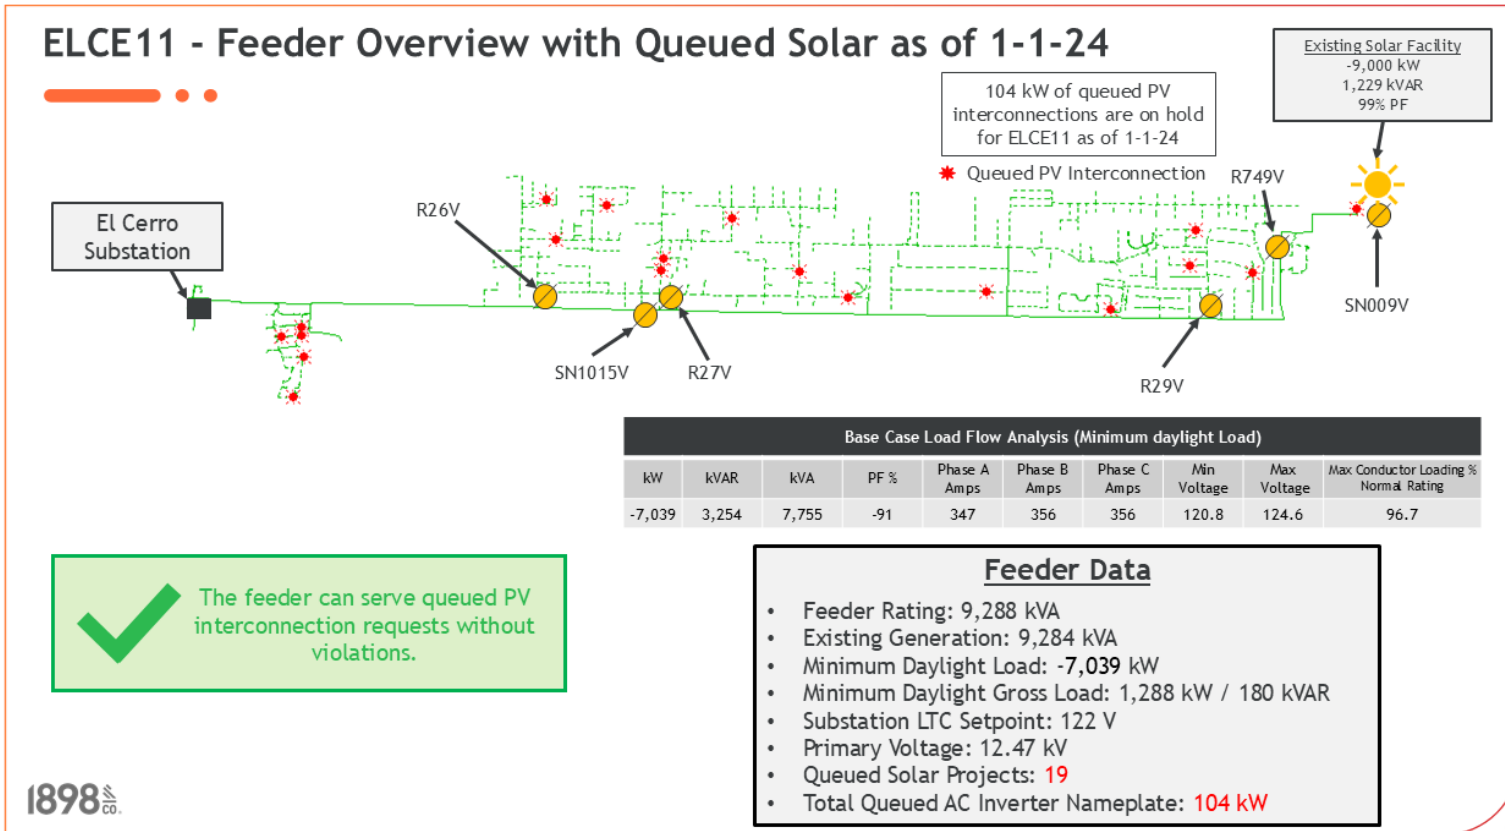 ELCE11 - Feeder Overview with Queued Solar as of 1-1-24
Existing Solar Facility
-9,000 kW
1,229 kVAR
99% PF
104 kW of queued PV
interconnections are on hold
for ELCE11 as of 1-1-24
Queued PV Interconnection
R749V
R26V
El Cerro
Substation
SN009V
SN1015V
R27V
R29V
Base Case Load Flow Analysis (Minimum daylight Load)
kW kVAR kVA PF % Phase A Amps Phase B Amps Phase C Amps Min Voltage Max Voltage Max Conductor Loading % Normal Rating
-7,039 3,254 7,755 -91 347 356 356 120.8 124.6 96.7
The feeder can serve queued PV
interconnection requests without
violations.
Feeder Data
• Feeder Rating: 9,288 kVA
• Existing Generation: 9,284 kVA
• Minimum Daylight Load: -7,039 kW
• Minimum Daylight Gross Load: 1,288 kW / 180 kVAR
• Substation LTC Setpoint: 122 V
• Primary Voltage: 12.47 kV
• Queued Solar Projects: 19
• Total Queued AC Inverter Nameplate: 104 kW
1898 CO.